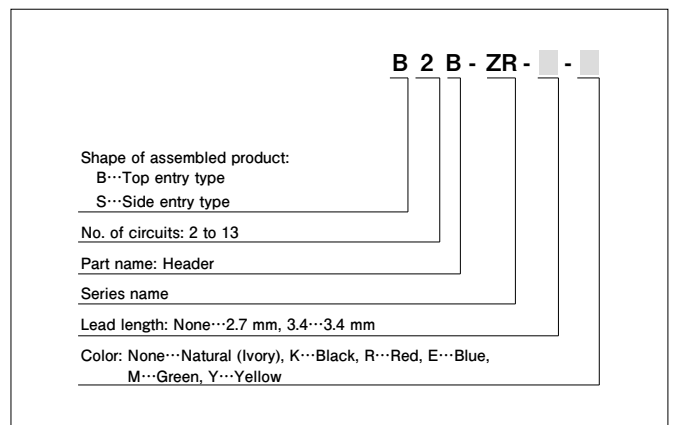 B 2 B - ZR - -
Shape of assembled product:
B···Top entry type
S···Side entry type
No. of circuits: 2 to 13
Part name: Header
Series name
Lead length: None···2.7 mm, 3.4···3.4 mm
Color: None···Natural (Ivory), K···Black, R···Red, E···Blue,
M···Green, Y···Yellow